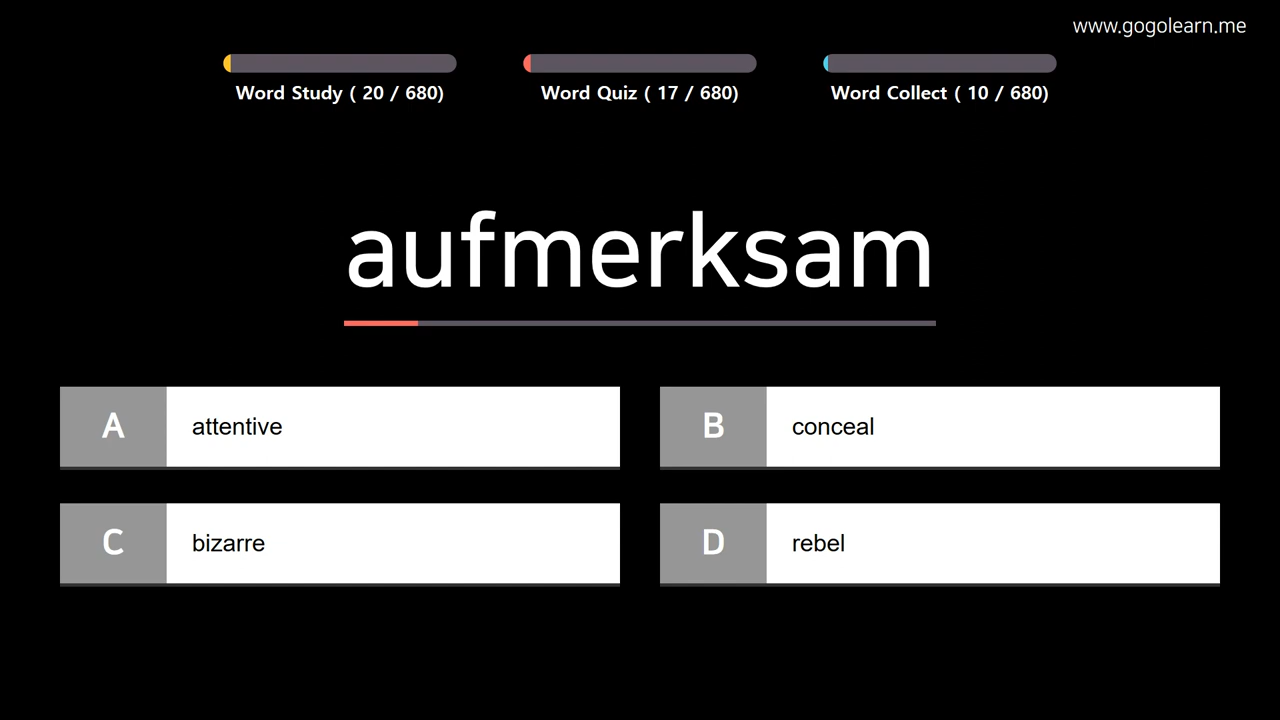 www.gogolearn.me
Word Study ( 20 / 680)
Word Quiz ( 17 / 680)
Word Collect ( 10 / 680)
aufmerksam
A attentive
B conceal
C bizarre
D rebel